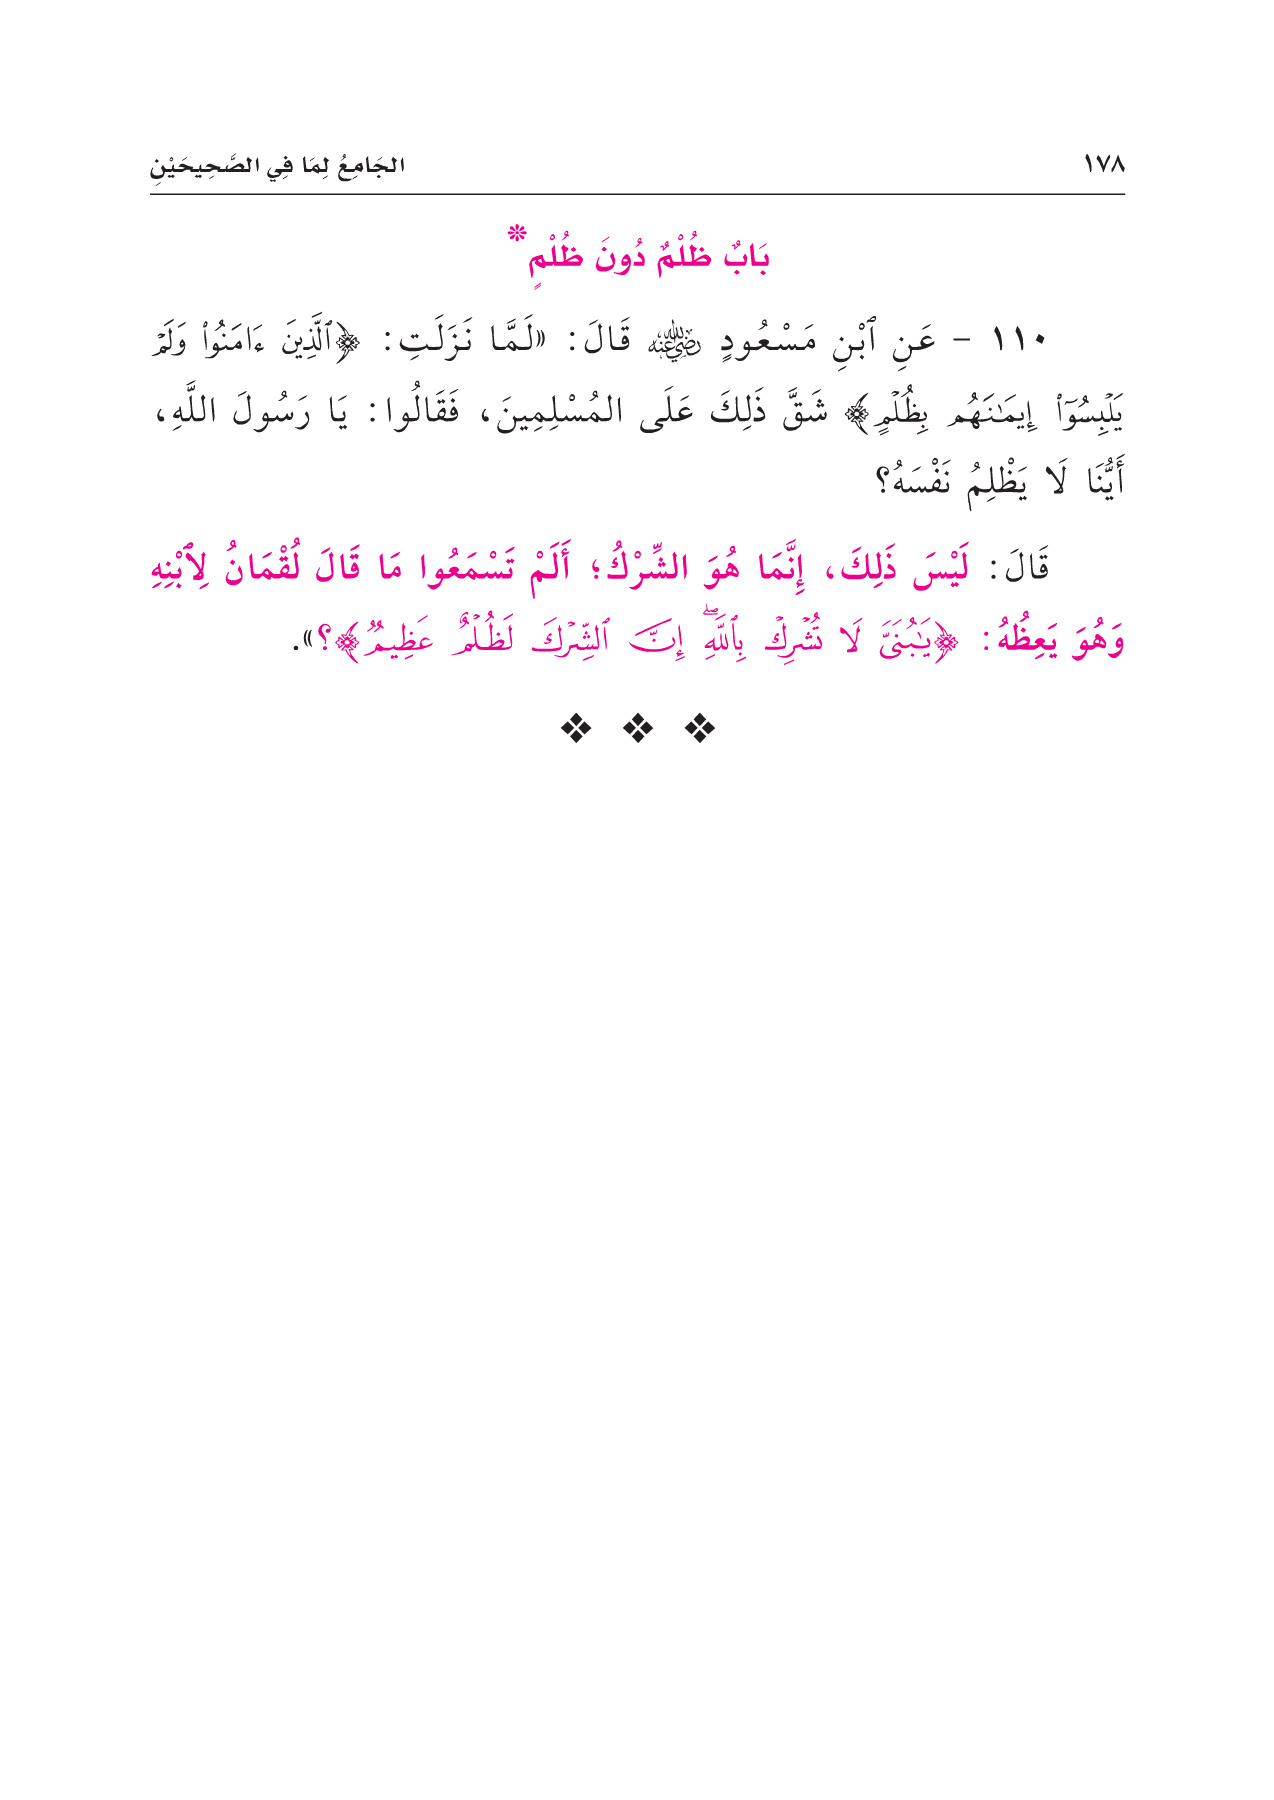 ١٧٨ الجَامِعُ لِمَا فِي الصَّحِيحَيْنِ
بَابٌ ظُلْمٌ دُونَ ظُلْمٍ*
١١٠ - عَنِ ٱبْنِ مَسْعُودٍ رضي الله عنه قَالَ: «لَمَّا نَزَلَتِ: ﴿ٱلَّذِينَ ءَامَنُوا۟ وَلَمْ
يَلْبِسُوٓا۟ إِيمَـٰنَهُم بِظُلْمٍ﴾ شَقَّ ذَلِكَ عَلَى المُسْلِمِينَ، فَقَالُوا: يَا رَسُولَ اللَّهِ،
أَيُّنَا لَا يَظْلِمُ نَفْسَهُ؟
قَالَ: لَيْسَ ذَلِكَ، إِنَّمَا هُوَ الشِّرْكُ؛ أَلَمْ تَسْمَعُوا مَا قَالَ لُقْمَانُ لِٱبْنِهِ
وَهُوَ يَعِظُهُ: ﴿يَـٰبُنَىَّ لَا تُشْرِكْ بِٱللَّهِ ۖ إِنَّ ٱلشِّرْكَ لَظُلْمٌ عَظِيمٌ﴾؟».